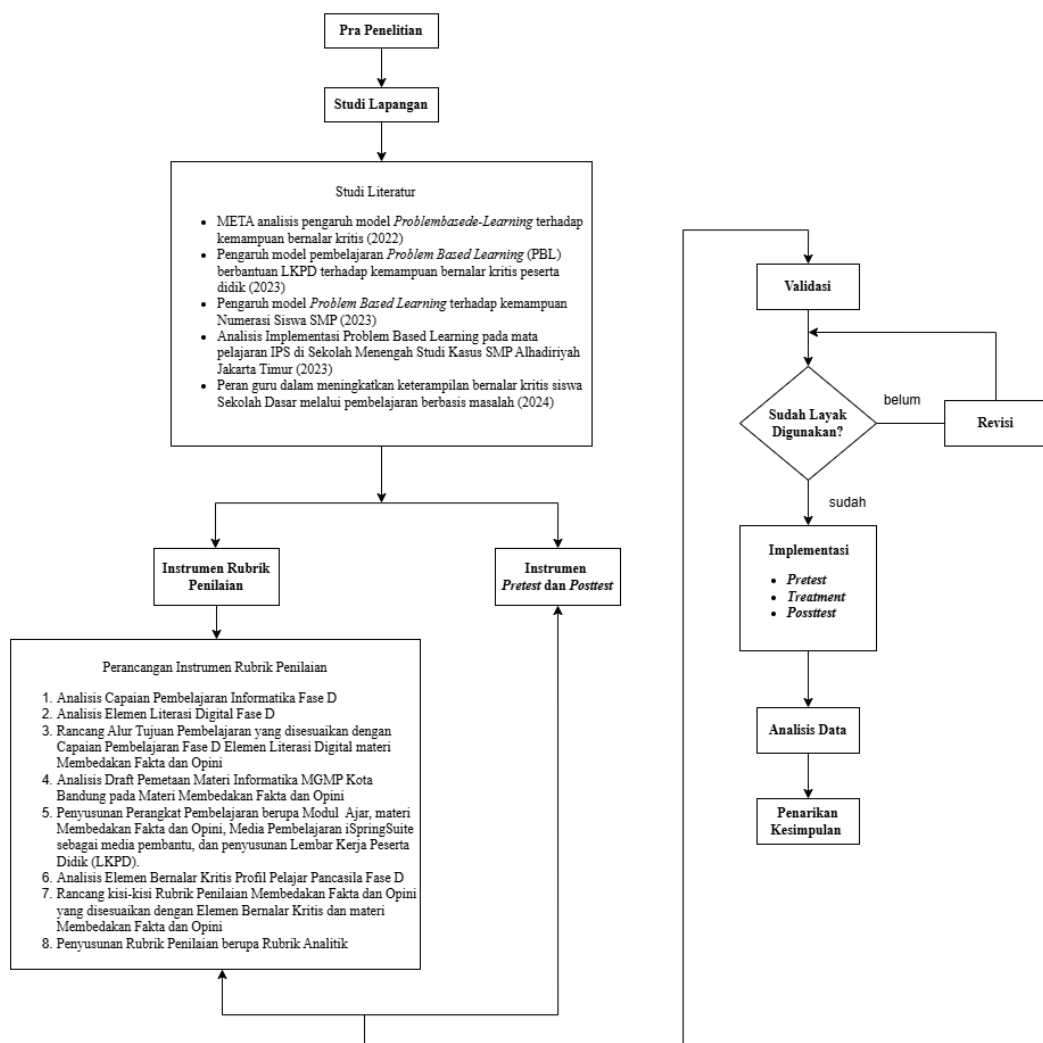 Pra Penelitian
Studi Lapangan
Studi Literatur
• META analisis pengaruh model Problembasede-Learning terhadap
kemampuan bernalar kritis (2022)
• Pengaruh model pembelajaran Problem Based Learning (PBL)
berbantuan LKPD terhadap kemampuan bernalar kritis peserta
didik (2023)
• Pengaruh model Problem Based Learning terhadap kemampuan
Numerasi Siswa SMP (2023)
• Analisis Implementasi Problem Based Learning pada mata
pelajaran IPS di Sekolah Menengah Studi Kasus SMP Alhadiriyah
Jakarta Timur (2023)
• Peran guru dalam meningkatkan keterampilan bernalar kritis siswa
Sekolah Dasar melalui pembelajaran berbasis masalah (2024)
Instrumen Rubrik
Penilaian
Instrumen
Pretest dan Posttest
Perancangan Instrumen Rubrik Penilaian
1. Analisis Capaian Pembelajaran Informatika Fase D
2. Analisis Elemen Literasi Digital Fase D
3. Rancang Alur Tujuan Pembelajaran yang disesuaikan dengan
Capaian Pembelajaran Fase D Elemen Literasi Digital materi
Membedakan Fakta dan Opini
4. Analisis Draft Pemetaan Materi Informatika MGMP Kota
Bandung pada Materi Membedakan Fakta dan Opini
5. Penyusunan Perangkat Pembelajaran berupa Modul Ajar, materi
Membedakan Fakta dan Opini, Media Pembelajaran iSpringSuite
sebagai media pembantu, dan penyusunan Lembar Kerja Peserta
Didik (LKPD).
6. Analisis Elemen Bernalar Kritis Profil Pelajar Pancasila Fase D
7. Rancang kisi-kisi Rubrik Penilaian Membedakan Fakta dan Opini
yang disesuaikan dengan Elemen Bernalar Kritis dan materi
Membedakan Fakta dan Opini
8. Penyusunan Rubrik Penilaian berupa Rubrik Analitik
Validasi
Sudah Layak
Digunakan?
belum
Revisi
sudah
Implementasi
• Pretest
• Treatment
• Possttest
Analisis Data
Penarikan
Kesimpulan